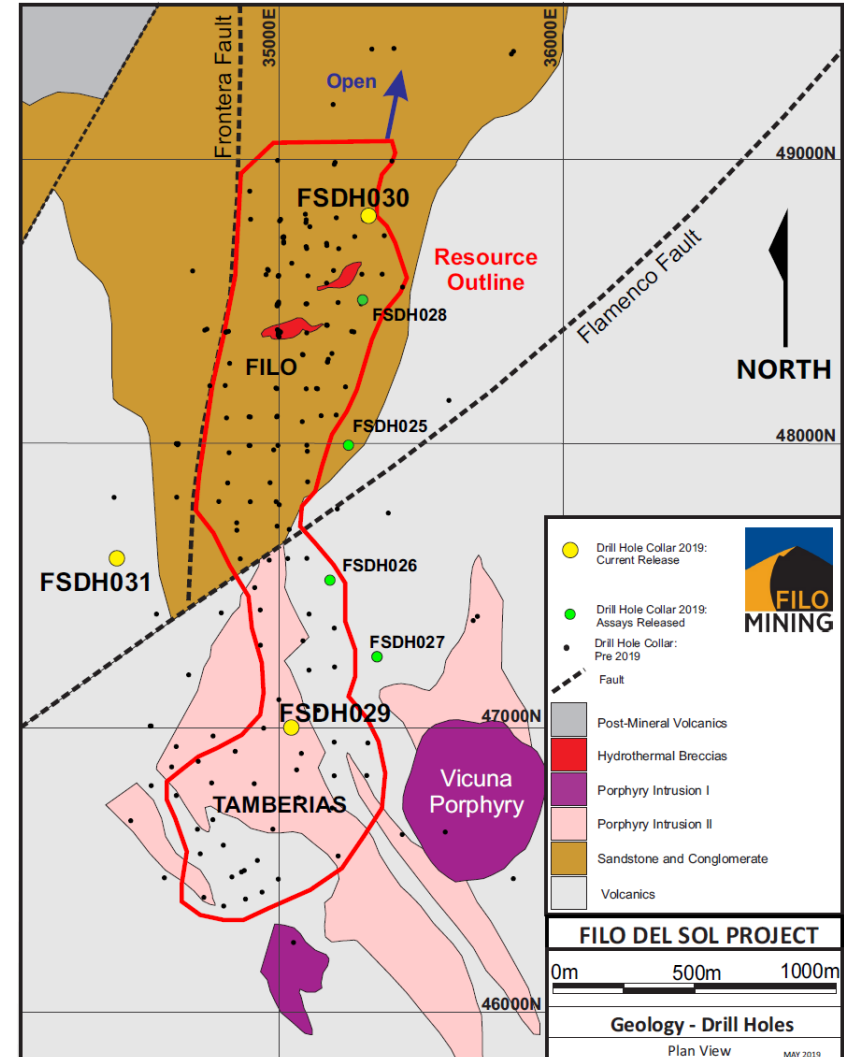 Frontera Fault
35000E
36000E
Open
49000N
FSDH030
Resource
Outline
Flamenco Fault
FSDH028
FILO
NORTH
FSDH025
48000N
FSDH031
FSDH026
FSDH027
FSDH029
47000N
Vicuna
Porphyry
TAMBERIAS
46000N
Drill Hole Collar 2019:
Current Release
Drill Hole Collar 2019:
Assays Released
Drill Hole Collar:
Pre 2019
Fault
FILO
MINING
Post-Mineral Volcanics
Hydrothermal Breccias
Porphyry Intrusion I
Porphyry Intrusion II
Sandstone and Conglomerate
Volcanics
FILO DEL SOL PROJECT
0m 500m 1000m
Geology - Drill Holes
Plan View
MAY 2019